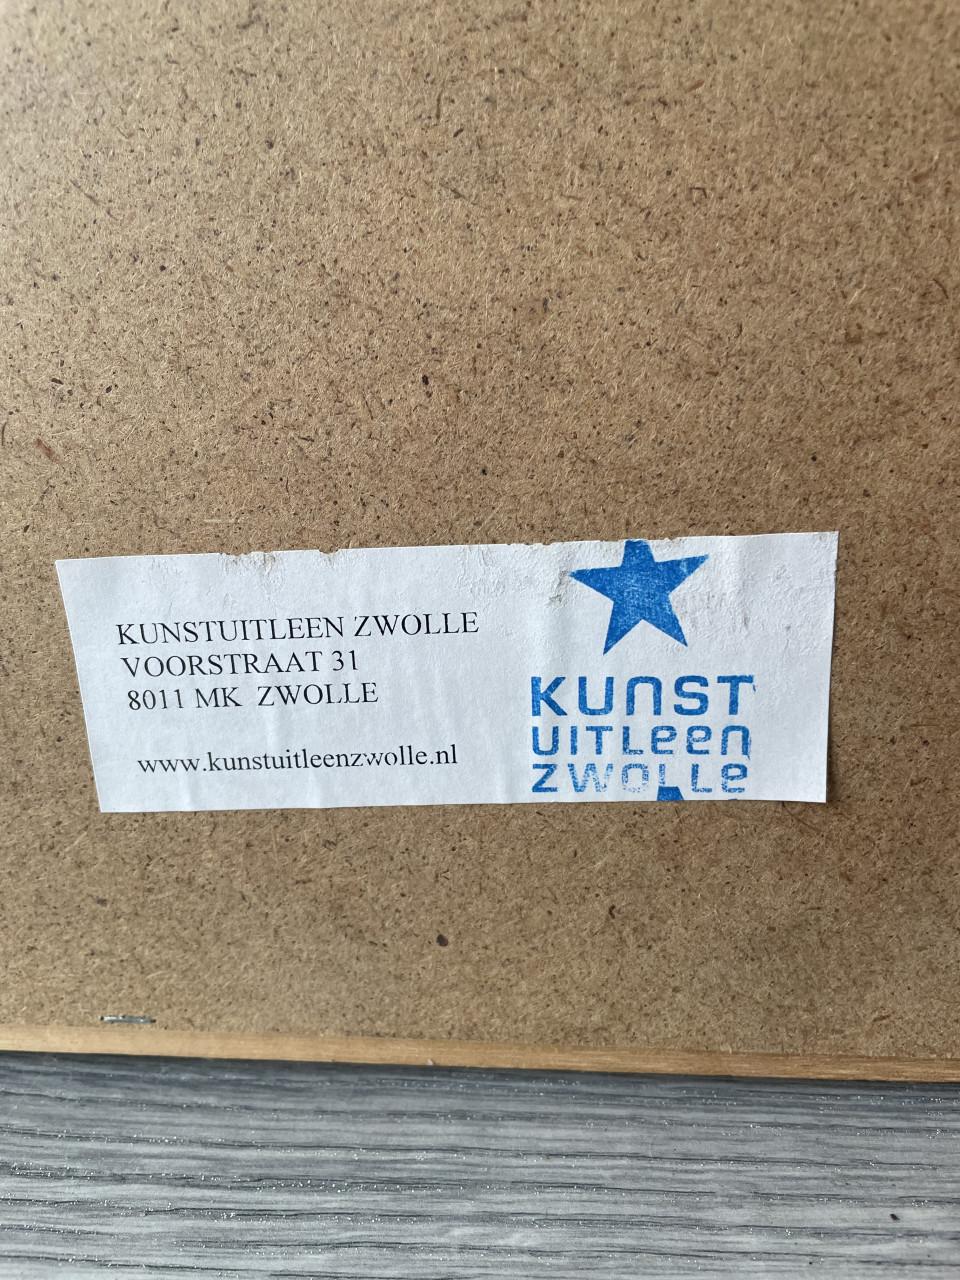 KUNSTUITLEEN ZWOLLE
VOORSTRAAT 31
8011 MK ZWOLLE
www.kunstuitleenzwolle.nl
KUNST
UITLeen
ZWOLLe